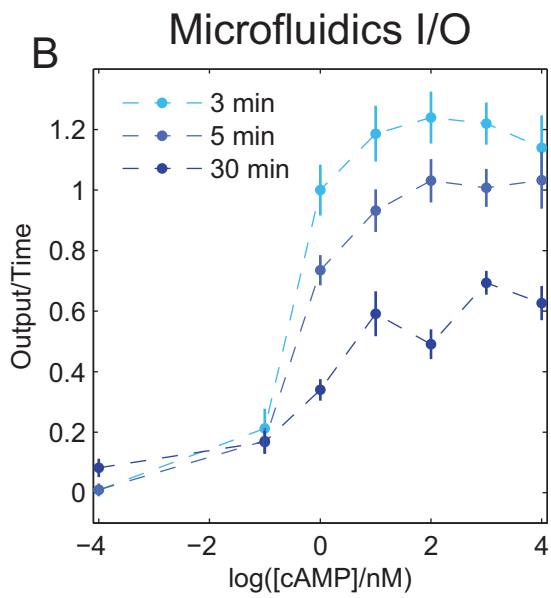 Microfluidics I/O
B
3 min
5 min
30 min
Output/Time
1.2
1
0.8
0.6
0.4
0.2
0
−4
−2
0
2
4
log([cAMP]/nM)